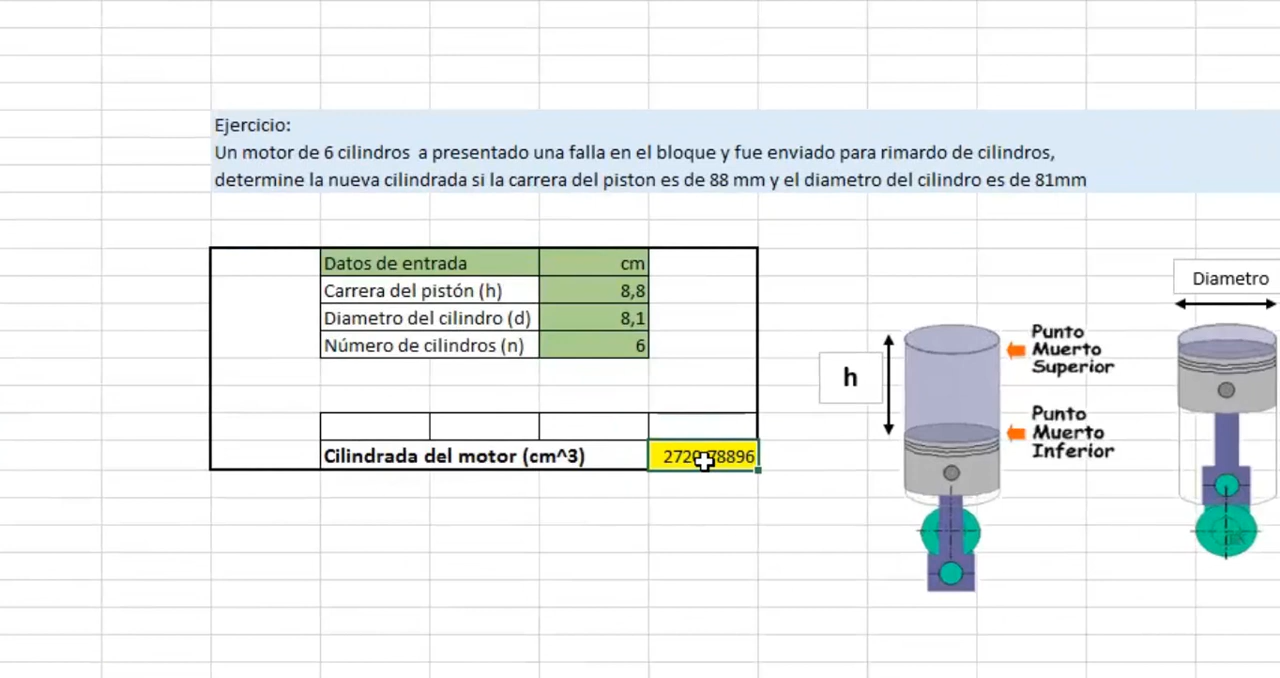 Ejercicio:
Un motor de 6 cilindros a presentado una falla en el bloque y fue enviado para rimardo de cilindros,
determine la nueva cilindrada si la carrera del piston es de 88 mm y el diametro del cilindro es de 81mm
Datos de entrada cm
Carrera del pistón (h) 8,8
Diametro del cilindro (d) 8,1
Número de cilindros (n) 6
Cilindrada del motor (cm^3) 2720,78896
h
Punto
Muerto
Superior
Punto
Muerto
Inferior
Diametro